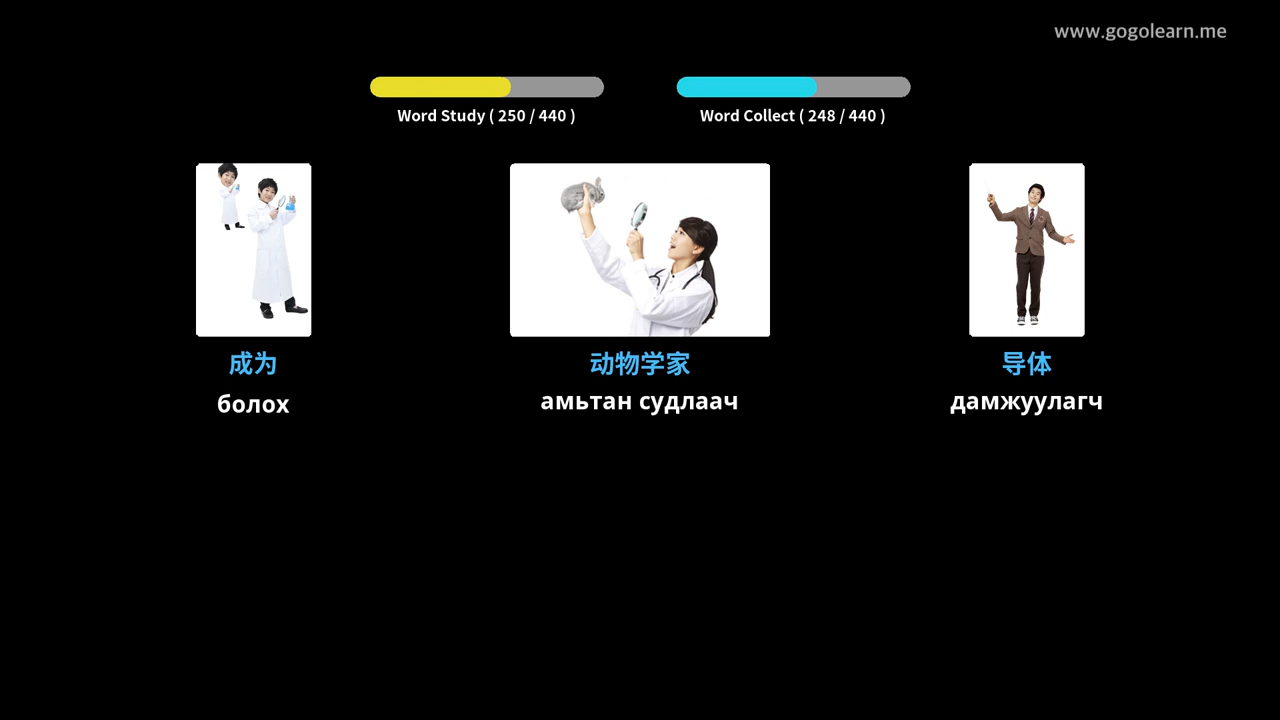 www.gogolearn.me
Word Study ( 250 / 440 )
Word Collect ( 248 / 440 )
成为
болох
动物学家
амьтан судлаач
导体
дамжуулагч